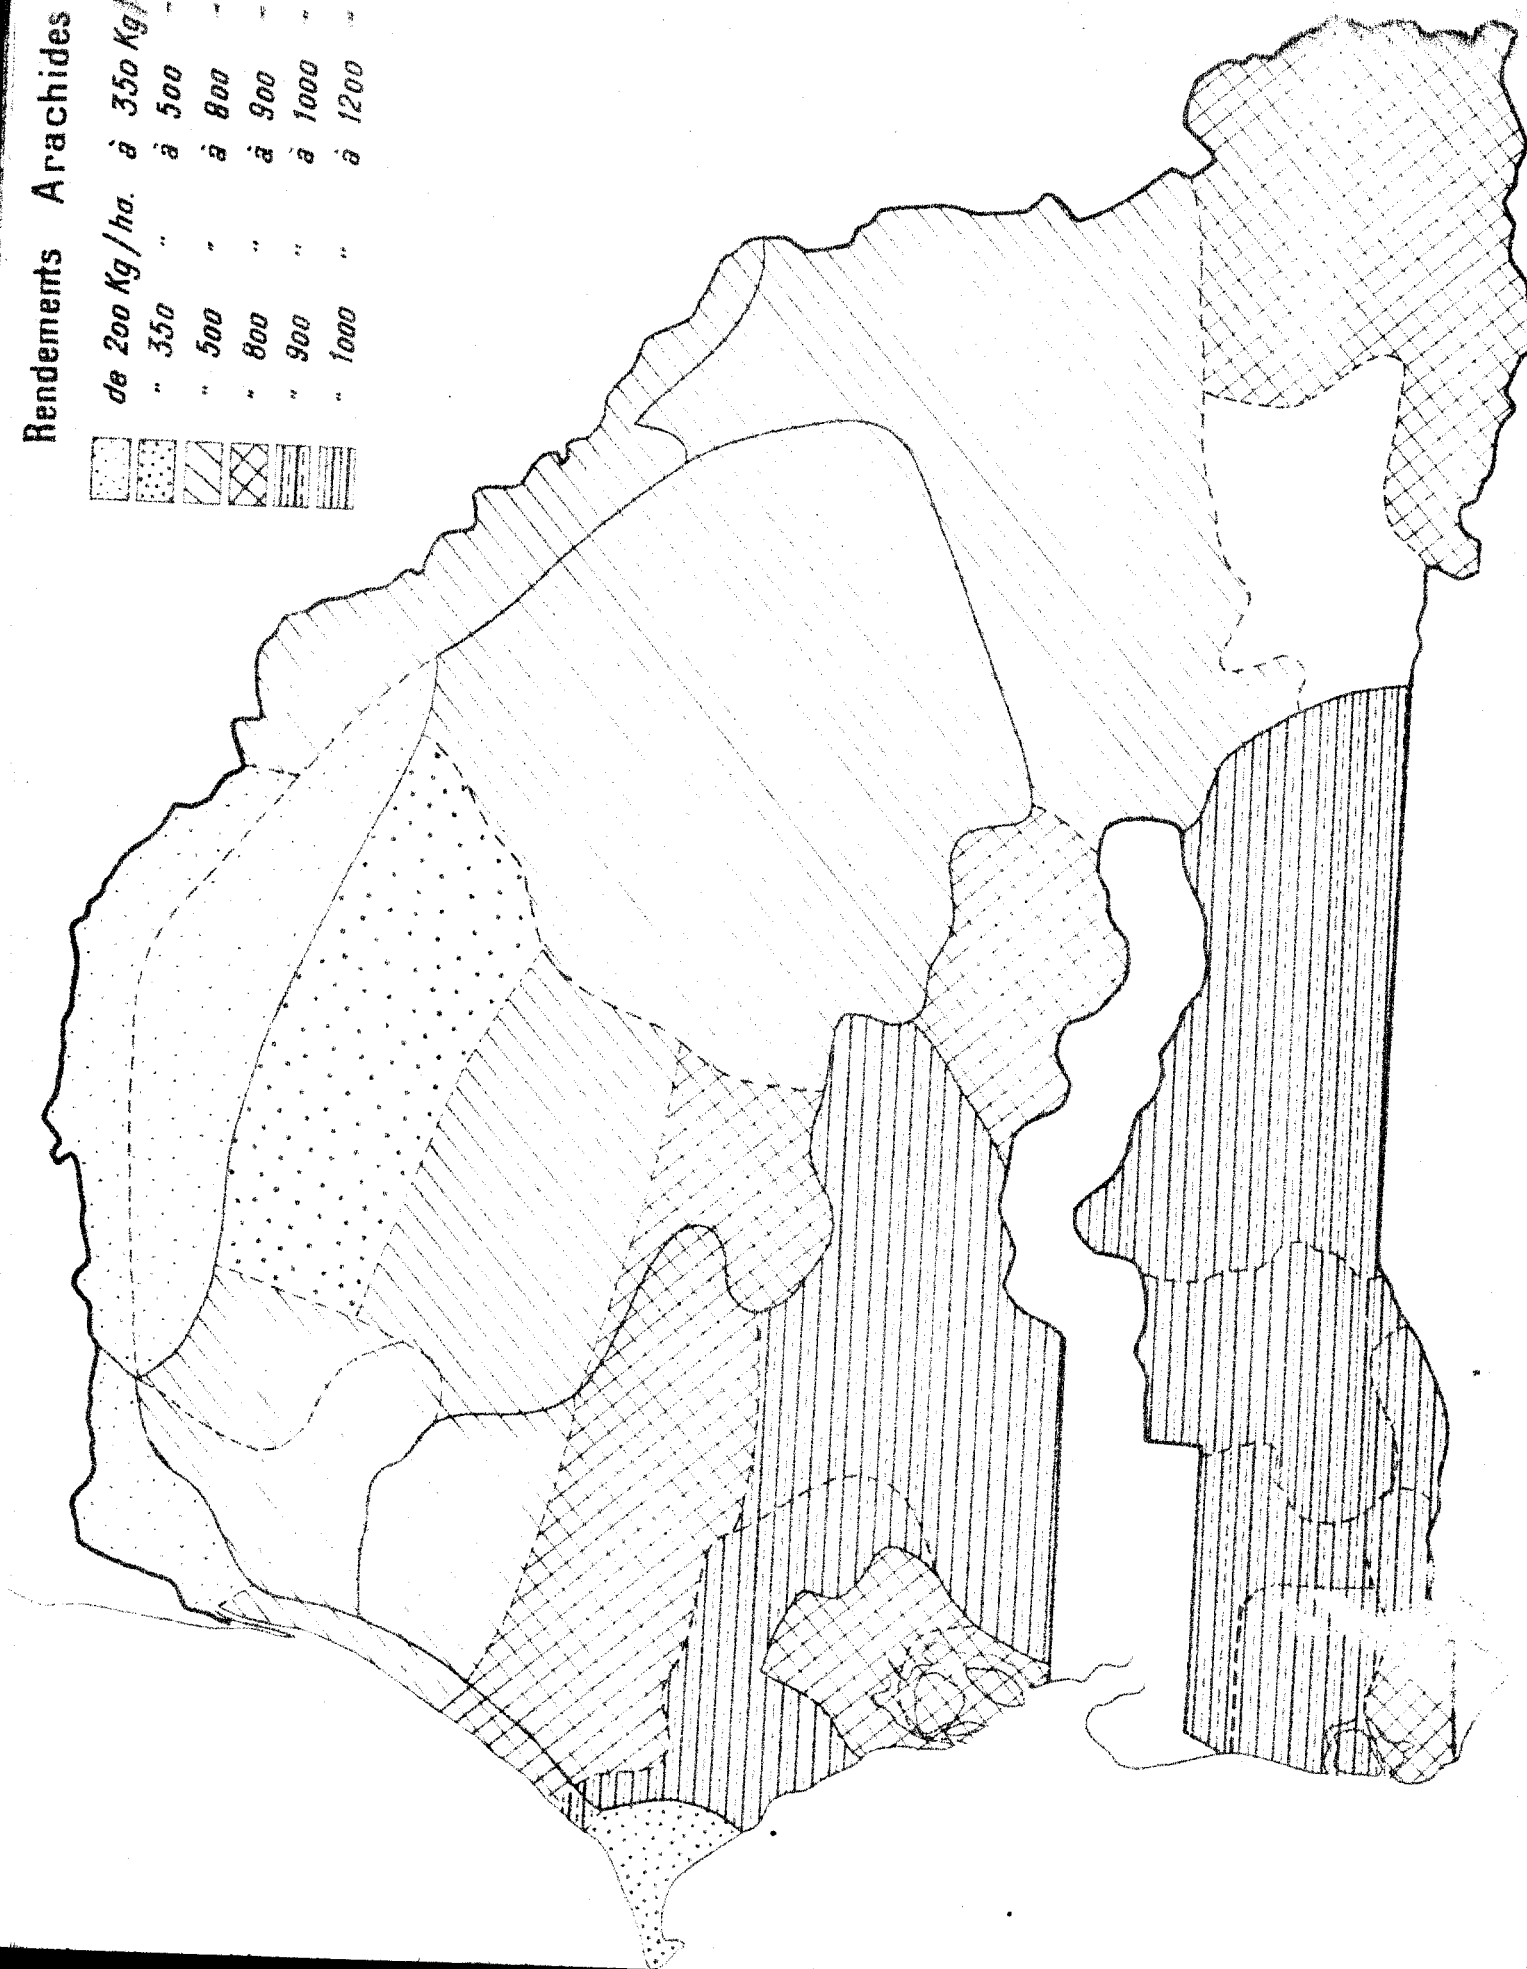 Rendements Arachides
de 200 Kg/ha. à 350 Kg/
" 350 " à 500 "
" 500 " à 800 "
" 800 " à 900 "
" 900 " à 1000 "
" 1000 " à 1200 "